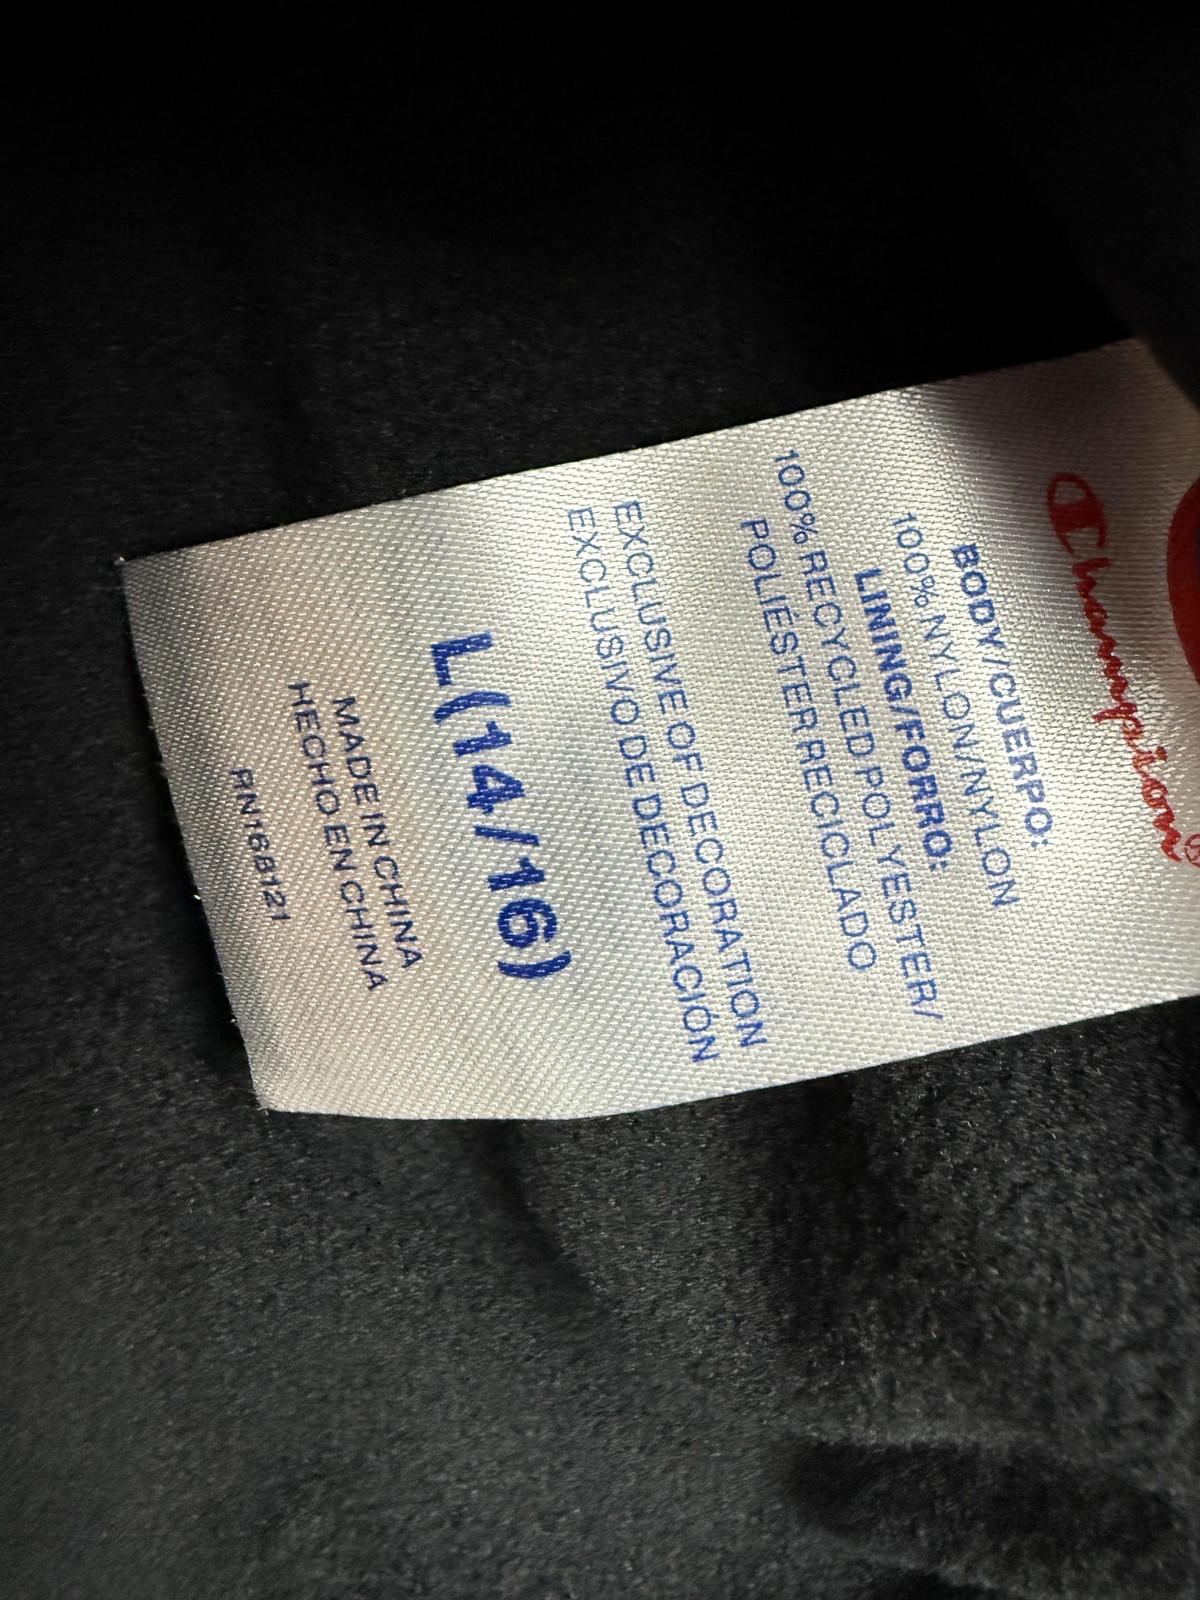 Champion®
BODY/CUERPO:
100% NYLON/NYLON
LINING/FORRO:
100% RECYCLED POLYESTER/
POLIÉSTER RECICLADO
EXCLUSIVE OF DECORATION
EXCLUSIVO DE DECORACIÓN
L(14/16)
MADE IN CHINA
HECHO EN CHINA
RN168121